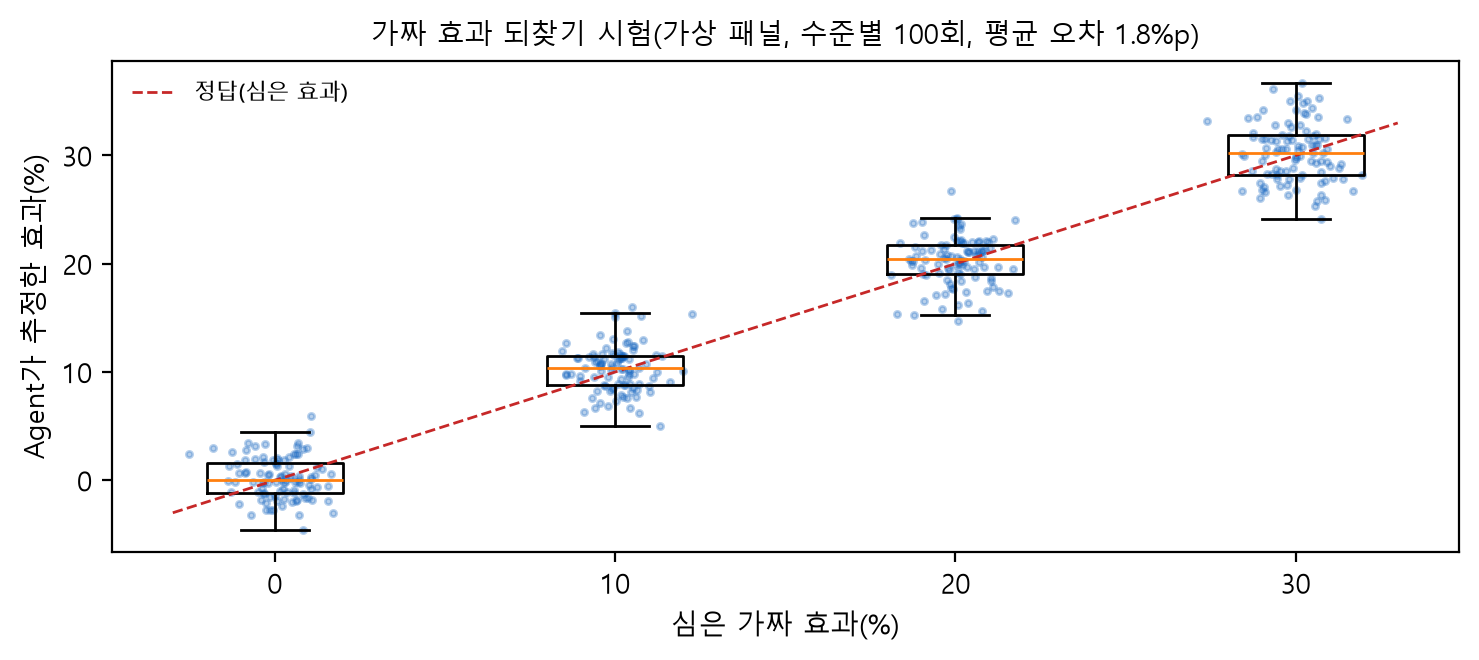 가짜 효과 되찾기 시험(가상 패널, 수준별 100회, 평균 오차 1.8%p)
정답(심은 효과)
Agent가 추정한 효과(%)
30
20
10
0
0 10 20 30
심은 가짜 효과(%)